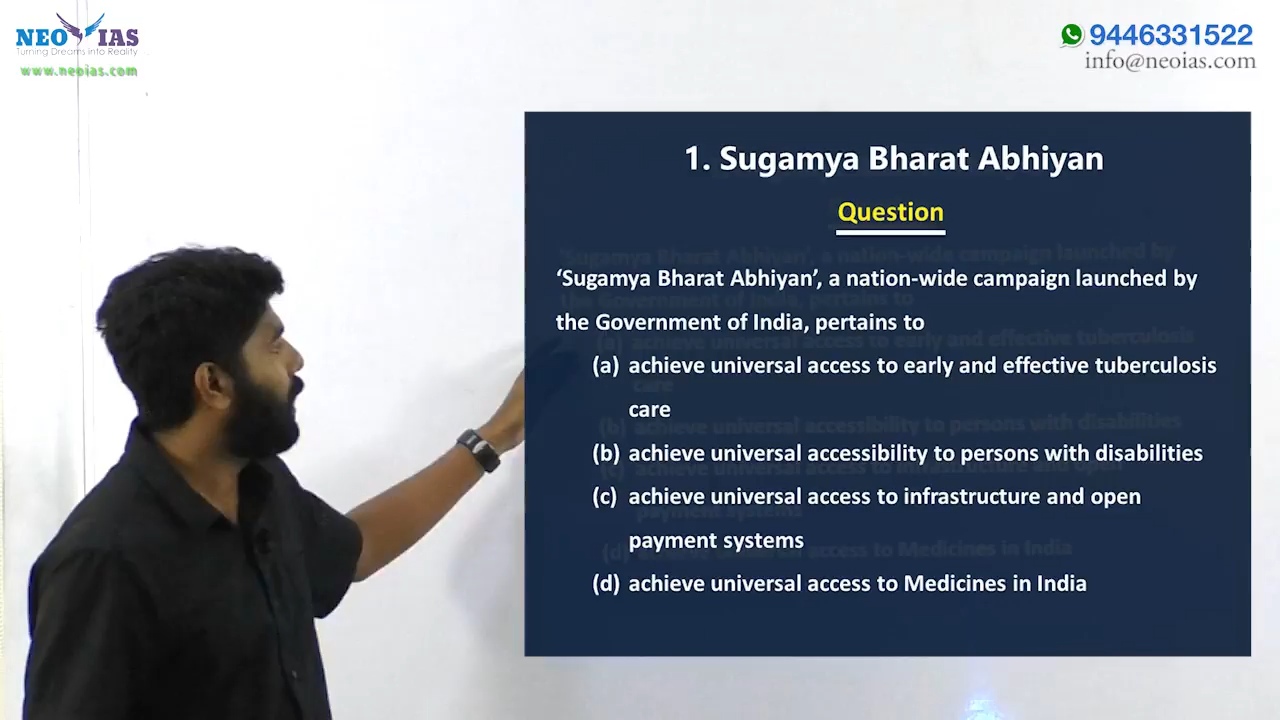 NEO IAS
Turning Dreams into Reality
www.neoias.com
9446331522
info@neoias.com
1. Sugamya Bharat Abhiyan
Question
‘Sugamya Bharat Abhiyan’, a nation-wide campaign launched by
the Government of India, pertains to
(a) achieve universal access to early and effective tuberculosis
care
(b) achieve universal accessibility to persons with disabilities
(c) achieve universal access to infrastructure and open
payment systems
(d) achieve universal access to Medicines in India